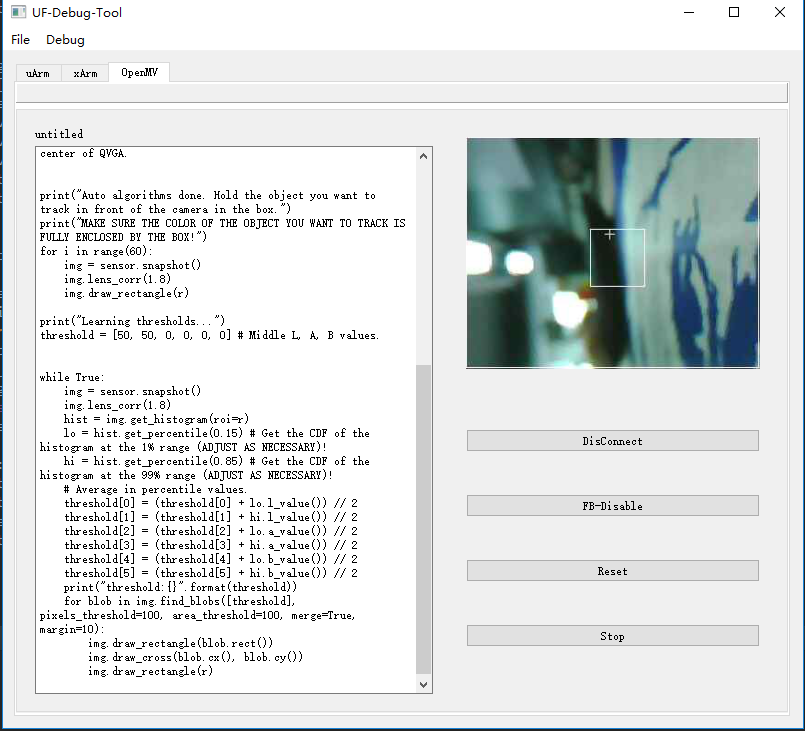 UF-Debug-Tool
File Debug
uArm xArm OpenMV
untitled
center of QVGA.
print("Auto algorithms done. Hold the object you want to
track in front of the camera in the box.")
print("MAKE SURE THE COLOR OF THE OBJECT YOU WANT TO TRACK IS
FULLY ENCLOSED BY THE BOX!")
for i in range(60):
    img = sensor.snapshot()
    img.lens_corr(1.8)
    img.draw_rectangle(r)
print("Learning thresholds...")
threshold = [50, 50, 0, 0, 0, 0] # Middle L, A, B values.
while True:
    img = sensor.snapshot()
    img.lens_corr(1.8)
    hist = img.get_histogram(roi=r)
    lo = hist.get_percentile(0.15) # Get the CDF of the
histogram at the 1% range (ADJUST AS NECESSARY)!
    hi = hist.get_percentile(0.85) # Get the CDF of the
histogram at the 99% range (ADJUST AS NECESSARY)!
    # Average in percentile values.
    threshold[0] = (threshold[0] + lo.l_value()) // 2
    threshold[1] = (threshold[1] + hi.l_value()) // 2
    threshold[2] = (threshold[2] + lo.a_value()) // 2
    threshold[3] = (threshold[3] + hi.a_value()) // 2
    threshold[4] = (threshold[4] + lo.b_value()) // 2
    threshold[5] = (threshold[5] + hi.b_value()) // 2
    print("threshold:{}".format(threshold))
    for blob in img.find_blobs([threshold],
pixels_threshold=100, area_threshold=100, merge=True,
margin=10):
        img.draw_rectangle(blob.rect())
        img.draw_cross(blob.cx(), blob.cy())
        img.draw_rectangle(r)
DisConnect
FB-Disable
Reset
Stop